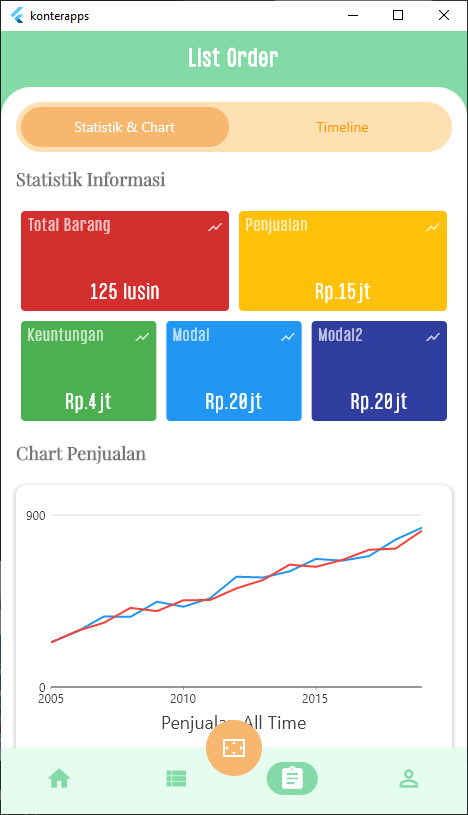 konterapps
List Order
Statistik & Chart
Timeline
Statistik Informasi
Total Barang
125 lusin
Penjualan
Rp.15jt
Keuntungan
Rp.4jt
Modal
Rp.20jt
Modal2
Rp.20jt
Chart Penjualan
900
0
2005
2010
2015
Penjualan All Time